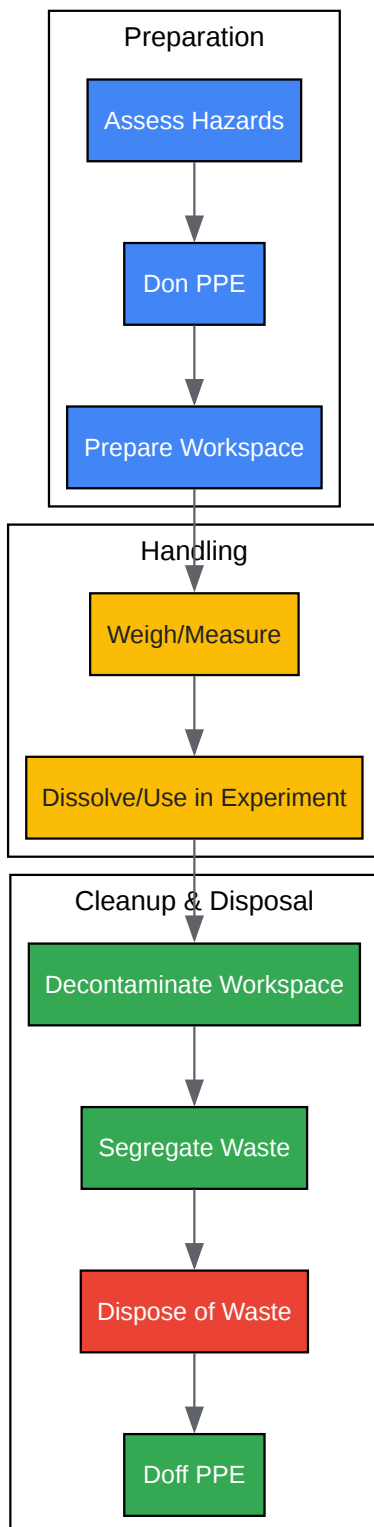 Preparation
Assess Hazards
Don PPE
Prepare Workspace
Handling
Weigh/Measure
Dissolve/Use in Experiment
Cleanup & Disposal
Decontaminate Workspace
Segregate Waste
Dispose of Waste
Doff PPE